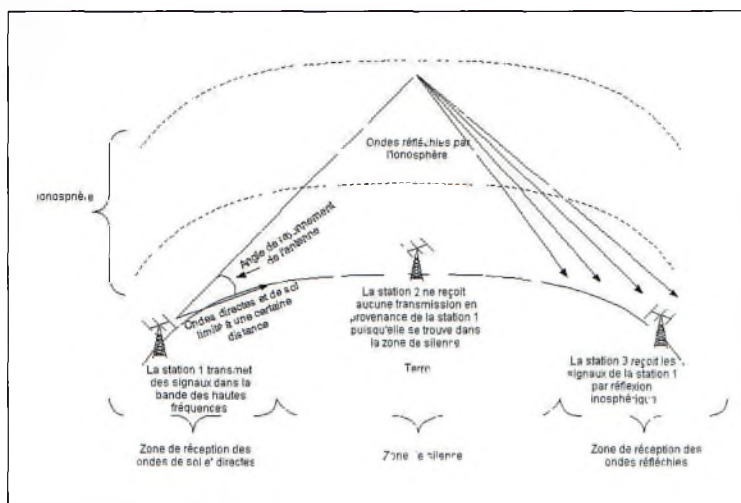 Ondes réfléchies par
l'ionosphère
ionosphère
Angle de rayonnement
de l'antenne
Ondes directes et de sol
limité à une certaine
distance
La station 2 ne reçoit
aucune transmission en
provenance de la station 1
puisqu'elle se trouve dans
la zone de silence
Terre
La station 1 transmet
des signaux dans la
bande des hautes
fréquences
La station 3 reçoit les
signaux de la station 1
par réflexion
inosphérique
Zone de réception des
ondes de sol et directes
Zone de silence
Zone de réception des
ondes réfléchies